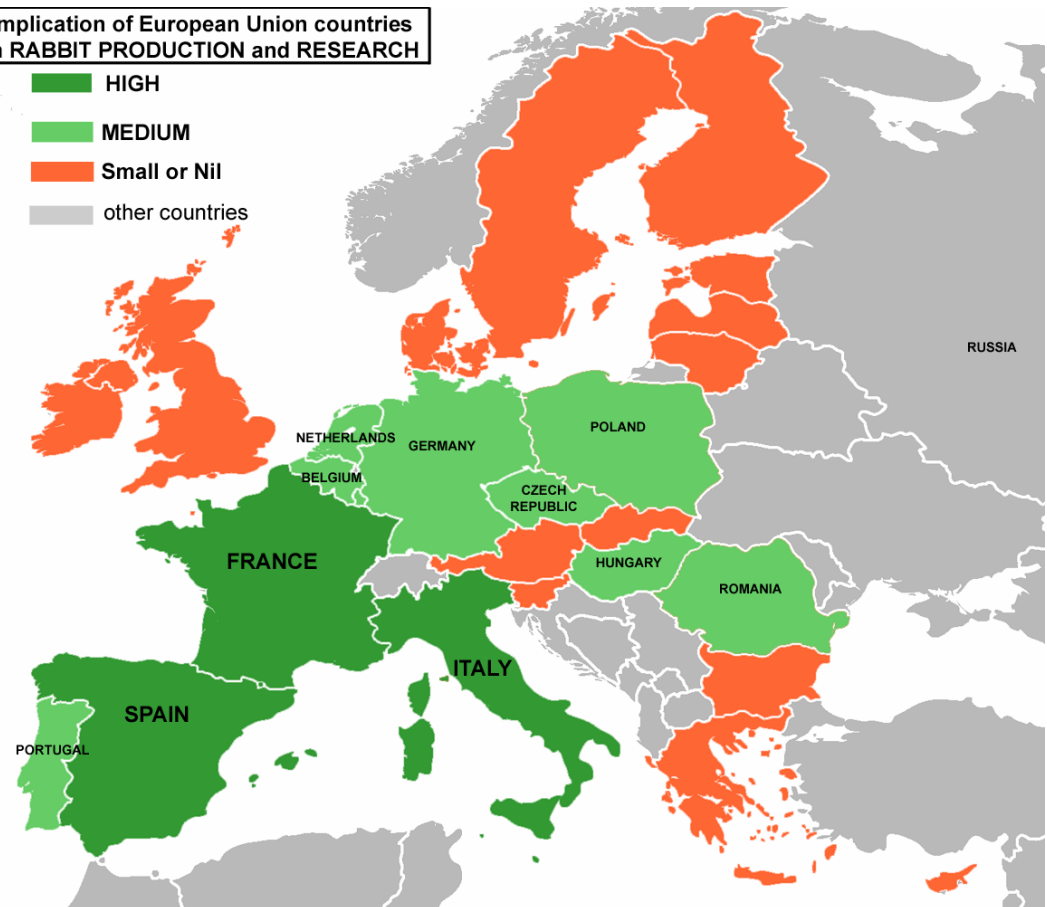 mplication of European Union countries
n RABBIT PRODUCTION and RESEARCH
HIGH
MEDIUM
Small or Nil
other countries
RUSSIA
NETHERLANDS
GERMANY
POLAND
BELGIUM
CZECH
REPUBLIC
FRANCE
HUNGARY
ROMANIA
ITALY
SPAIN
PORTUGAL